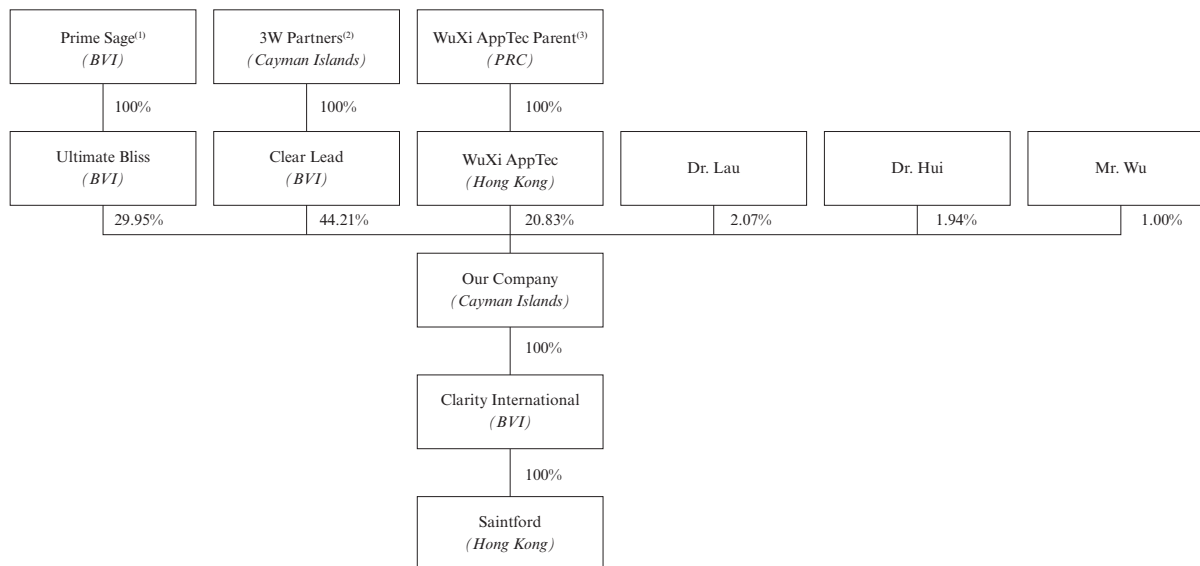 Prime Sage(1)
(BVI)
3W Partners(2)
(Cayman Islands)
WuXi AppTec Parent(3)
(PRC)
100%
100%
100%
Ultimate Bliss
(BVI)
Clear Lead
(BVI)
WuXi AppTec
(Hong Kong)
Dr. Lau
Dr. Hui
Mr. Wu
29.95%
44.21%
20.83%
2.07%
1.94%
1.00%
Our Company
(Cayman Islands)
100%
Clarity International
(BVI)
100%
Saintford
(Hong Kong)